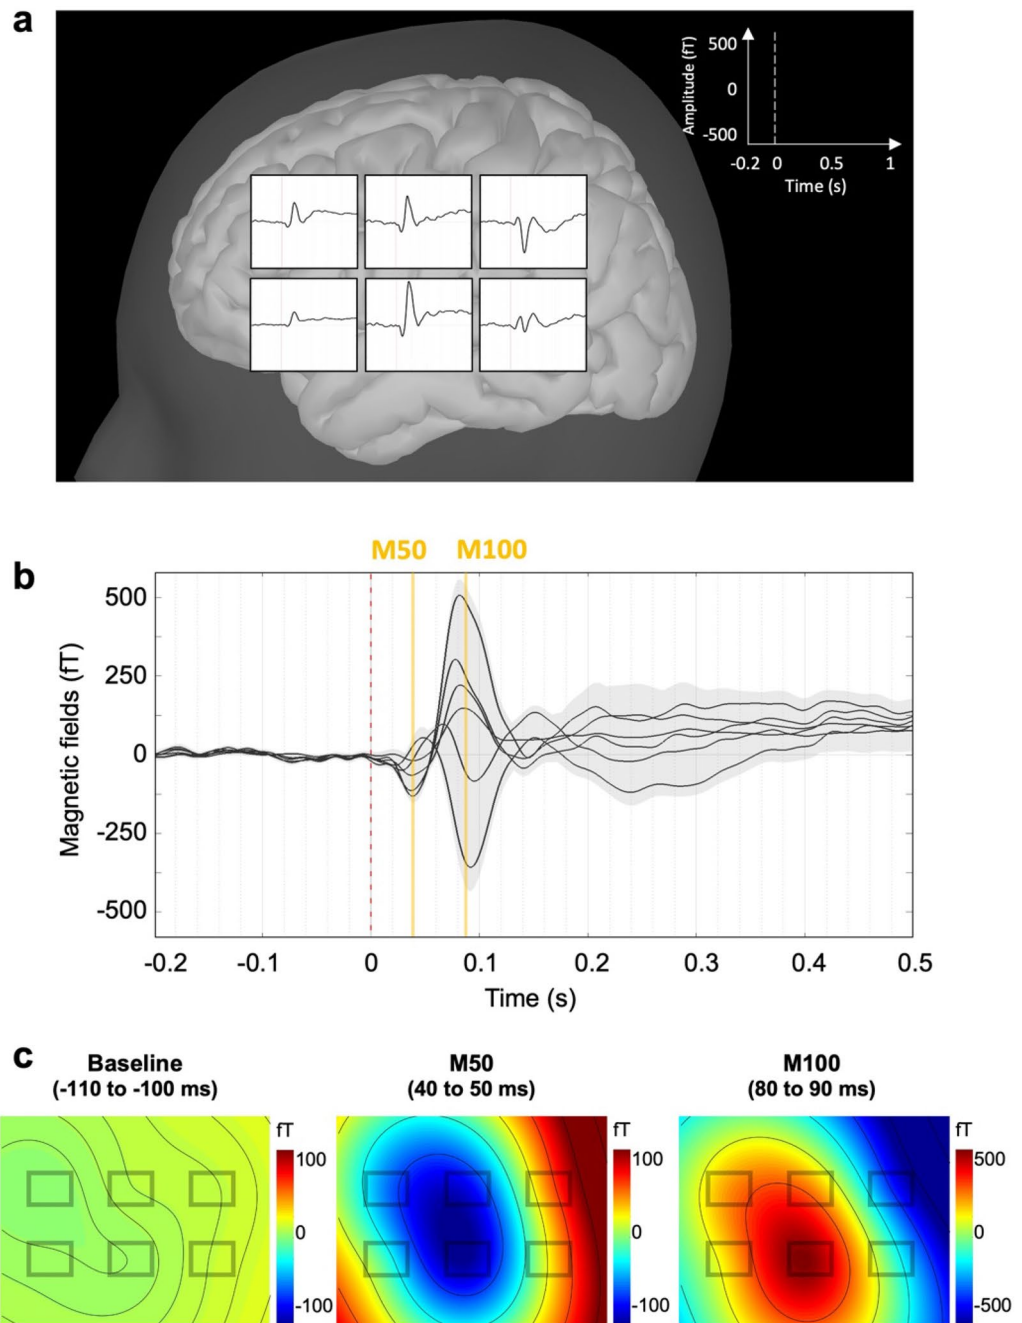 a
Amplitude (fT)
500
0
-500
-0.2 0 0.5 1
Time (s)
M50 M100
b
Magnetic fields (fT)
500
250
0
-250
-500
-0.2 -0.1 0 0.1 0.2 0.3 0.4 0.5
Time (s)
c
Baseline
(-110 to -100 ms)
fT
100
0
-100
M50
(40 to 50 ms)
fT
100
0
-100
M100
(80 to 90 ms)
fT
500
0
-500